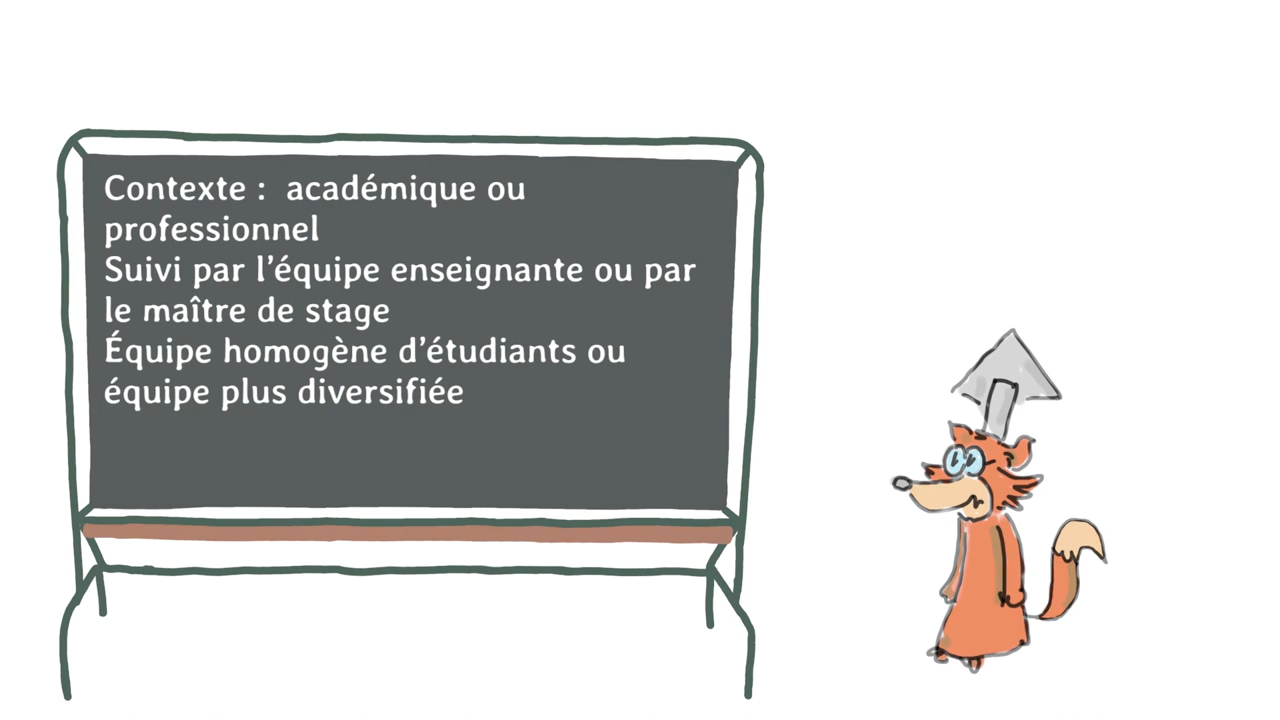 Contexte :  académique ou
professionnel
Suivi par l’équipe enseignante ou par
le maître de stage
Équipe homogène d’étudiants ou
équipe plus diversifiée